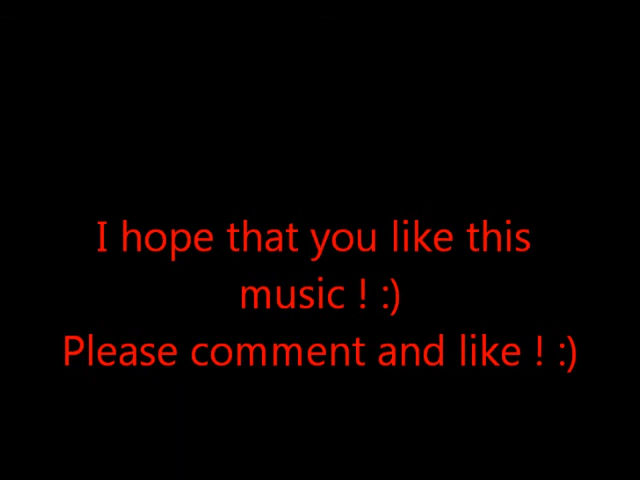 I hope that you like this
music ! :)
Please comment and like ! :)